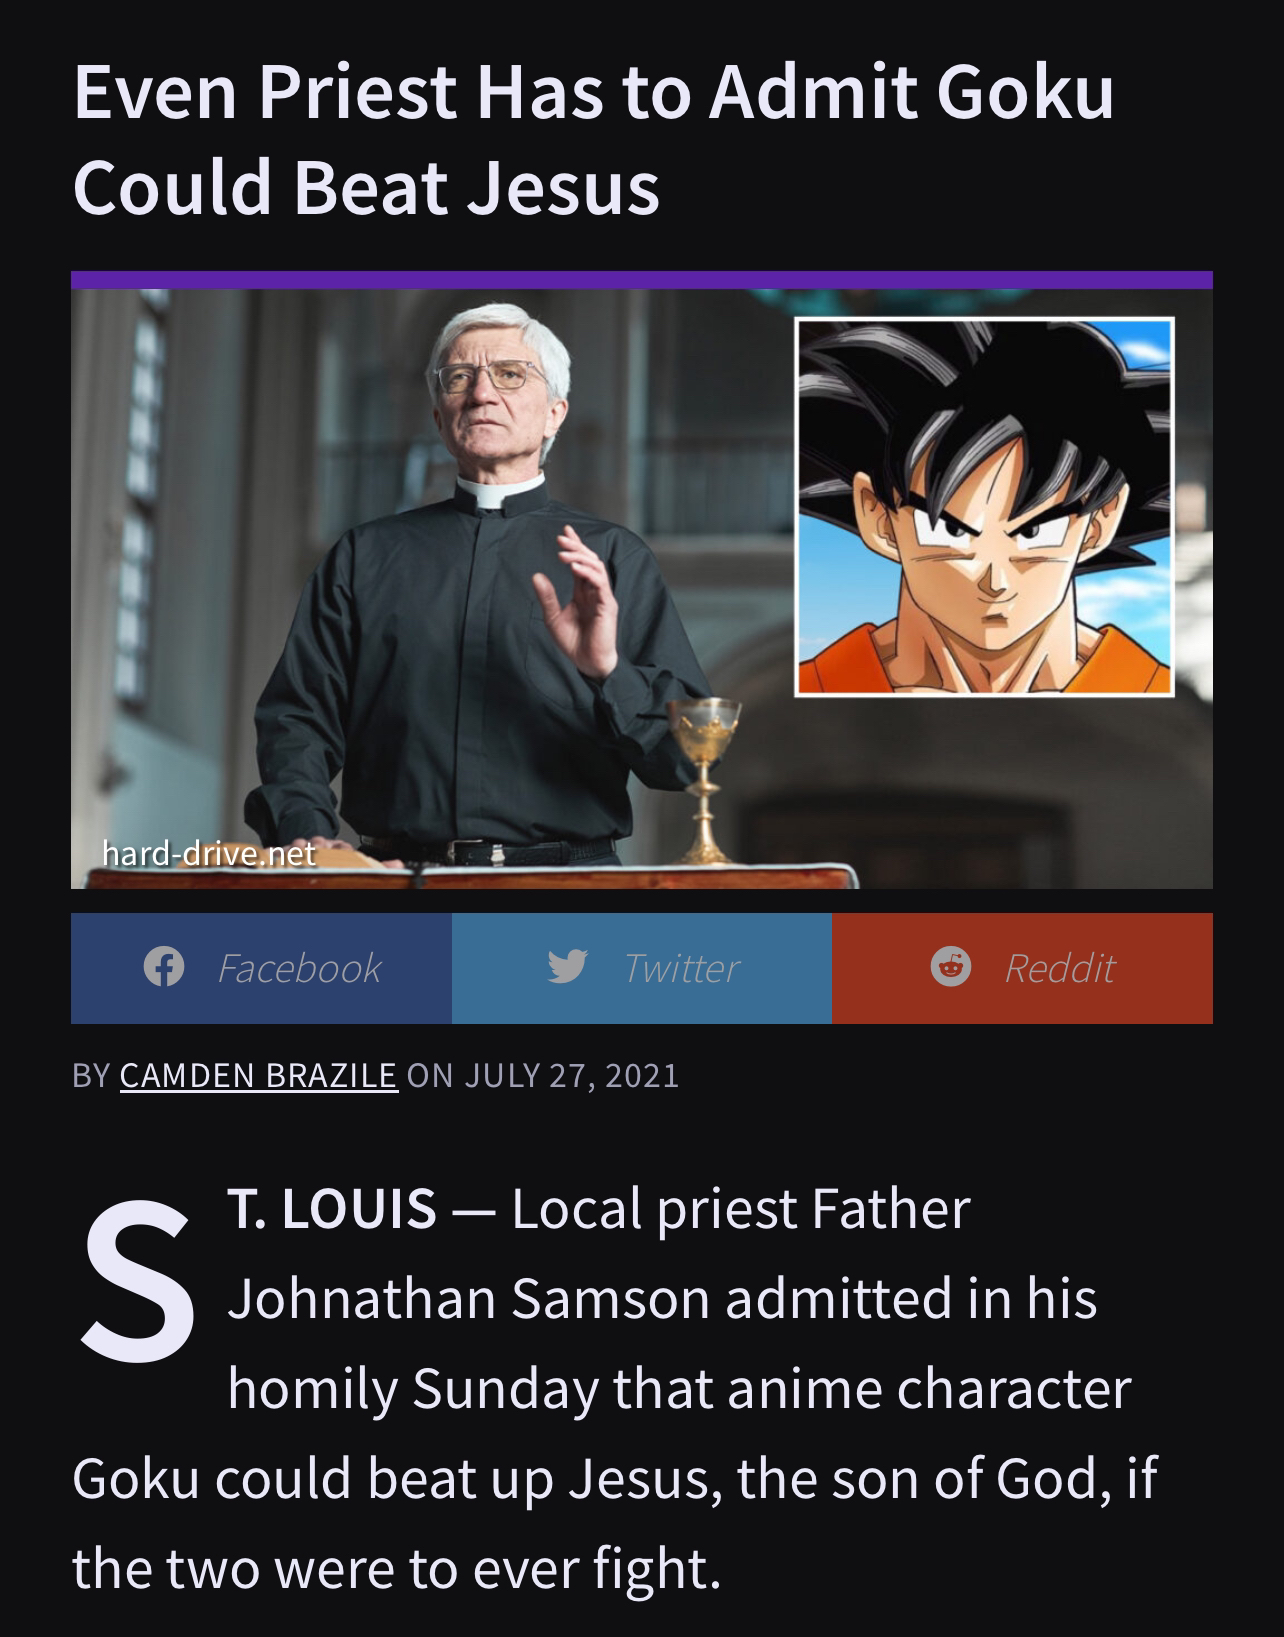 Even Priest Has to Admit Goku
Could Beat Jesus
hard-drive.net
Facebook Twitter Reddit
BY CAMDEN BRAZILE ON JULY 27, 2021
ST. LOUIS — Local priest Father
Johnathan Samson admitted in his
homily Sunday that anime character
Goku could beat up Jesus, the son of God, if
the two were to ever fight.